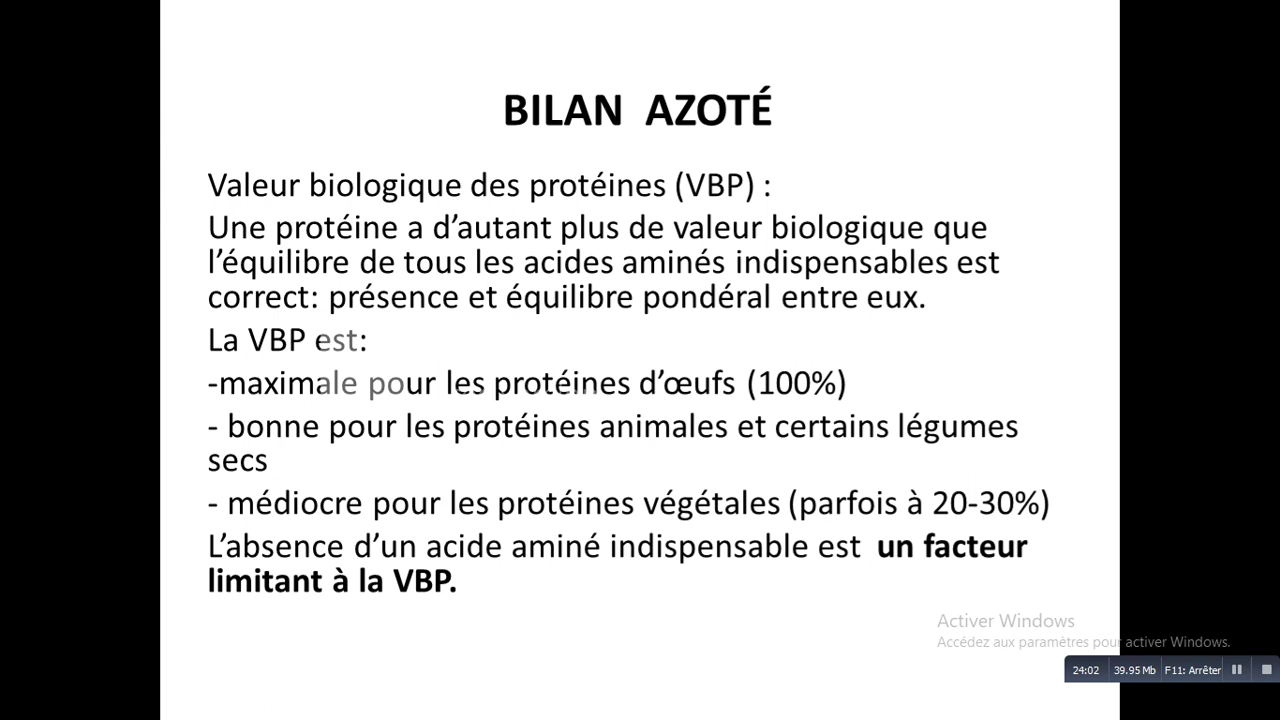 BILAN AZOTÉ
Valeur biologique des protéines (VBP) :
Une protéine a d’autant plus de valeur biologique que
l’équilibre de tous les acides aminés indispensables est
correct: présence et équilibre pondéral entre eux.
La VBP est:
-maximale pour les protéines d’œufs (100%)
- bonne pour les protéines animales et certains légumes
secs
- médiocre pour les protéines végétales (parfois à 20-30%)
L’absence d’un acide aminé indispensable est un facteur
limitant à la VBP.
Activer Windows
Accédez aux paramètres pour activer Windows.
24:02 39.95 Mb F11: Arrêter